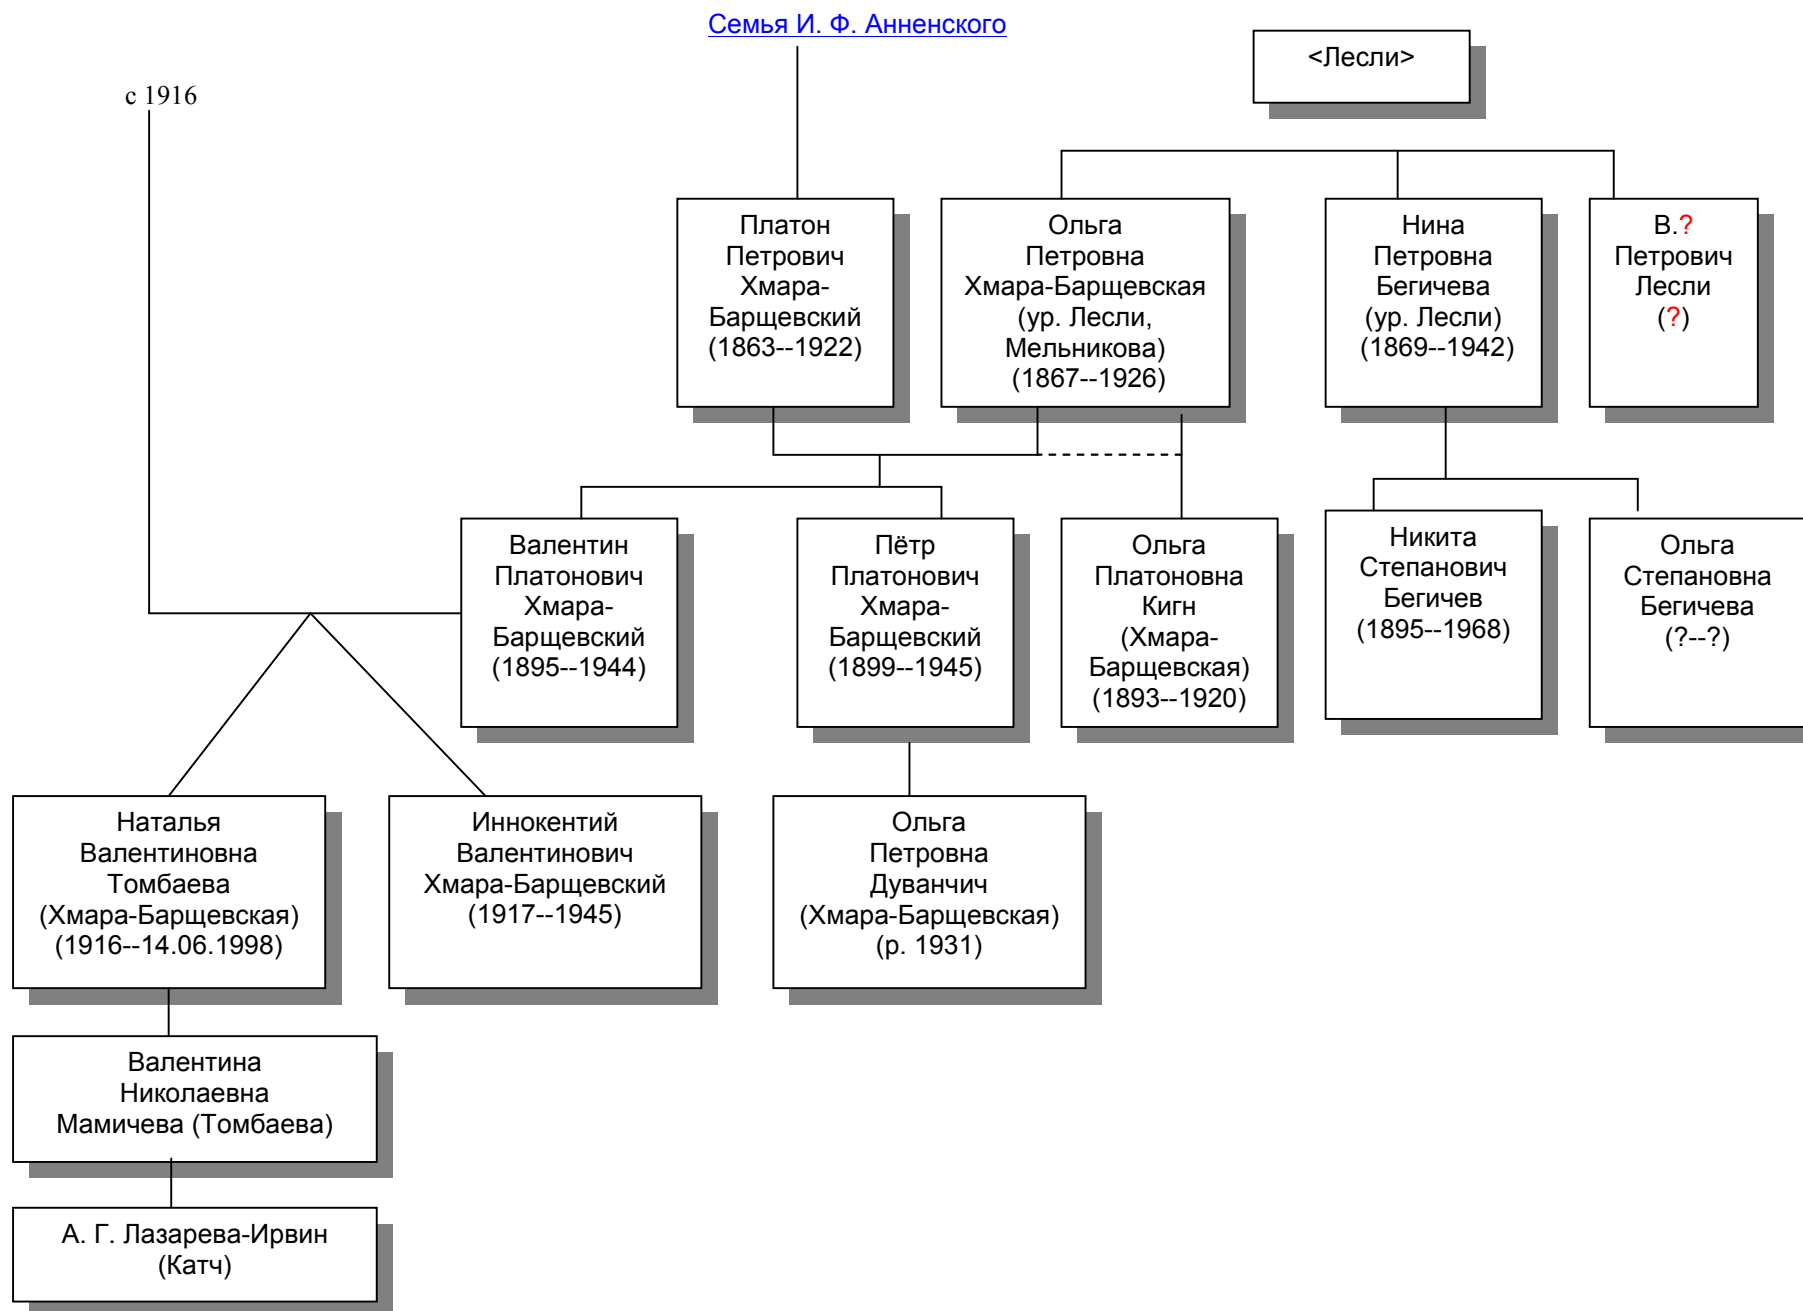 Семья И. Ф. Анненского
<Лесли>
с 1916
Платон
Петрович
Хмара-
Барщевский
(1863--1922)
Ольга
Петровна
Хмара-Барщевская
(ур. Лесли,
Мельникова)
(1867--1926)
Нина
Петровна
Бегичева
(ур. Лесли)
(1869--1942)
В.?
Петрович
Лесли
(?)
Валентин
Платонович
Хмара-
Барщевский
(1895--1944)
Пётр
Платонович
Хмара-
Барщевский
(1899--1945)
Ольга
Платоновна
Кигн
(Хмара-
Барщевская)
(1893--1920)
Никита
Степанович
Бегичев
(1895--1968)
Ольга
Степановна
Бегичева
(?--?)
Наталья
Валентиновна
Томбаева
(Хмара-Барщевская)
(1916--14.06.1998)
Иннокентий
Валентинович
Хмара-Барщевский
(1917--1945)
Ольга
Петровна
Дуванчич
(Хмара-Барщевская)
(р. 1931)
Валентина
Николаевна
Мамичева (Томбаева)
А. Г. Лазарева-Ирвин
(Катч)